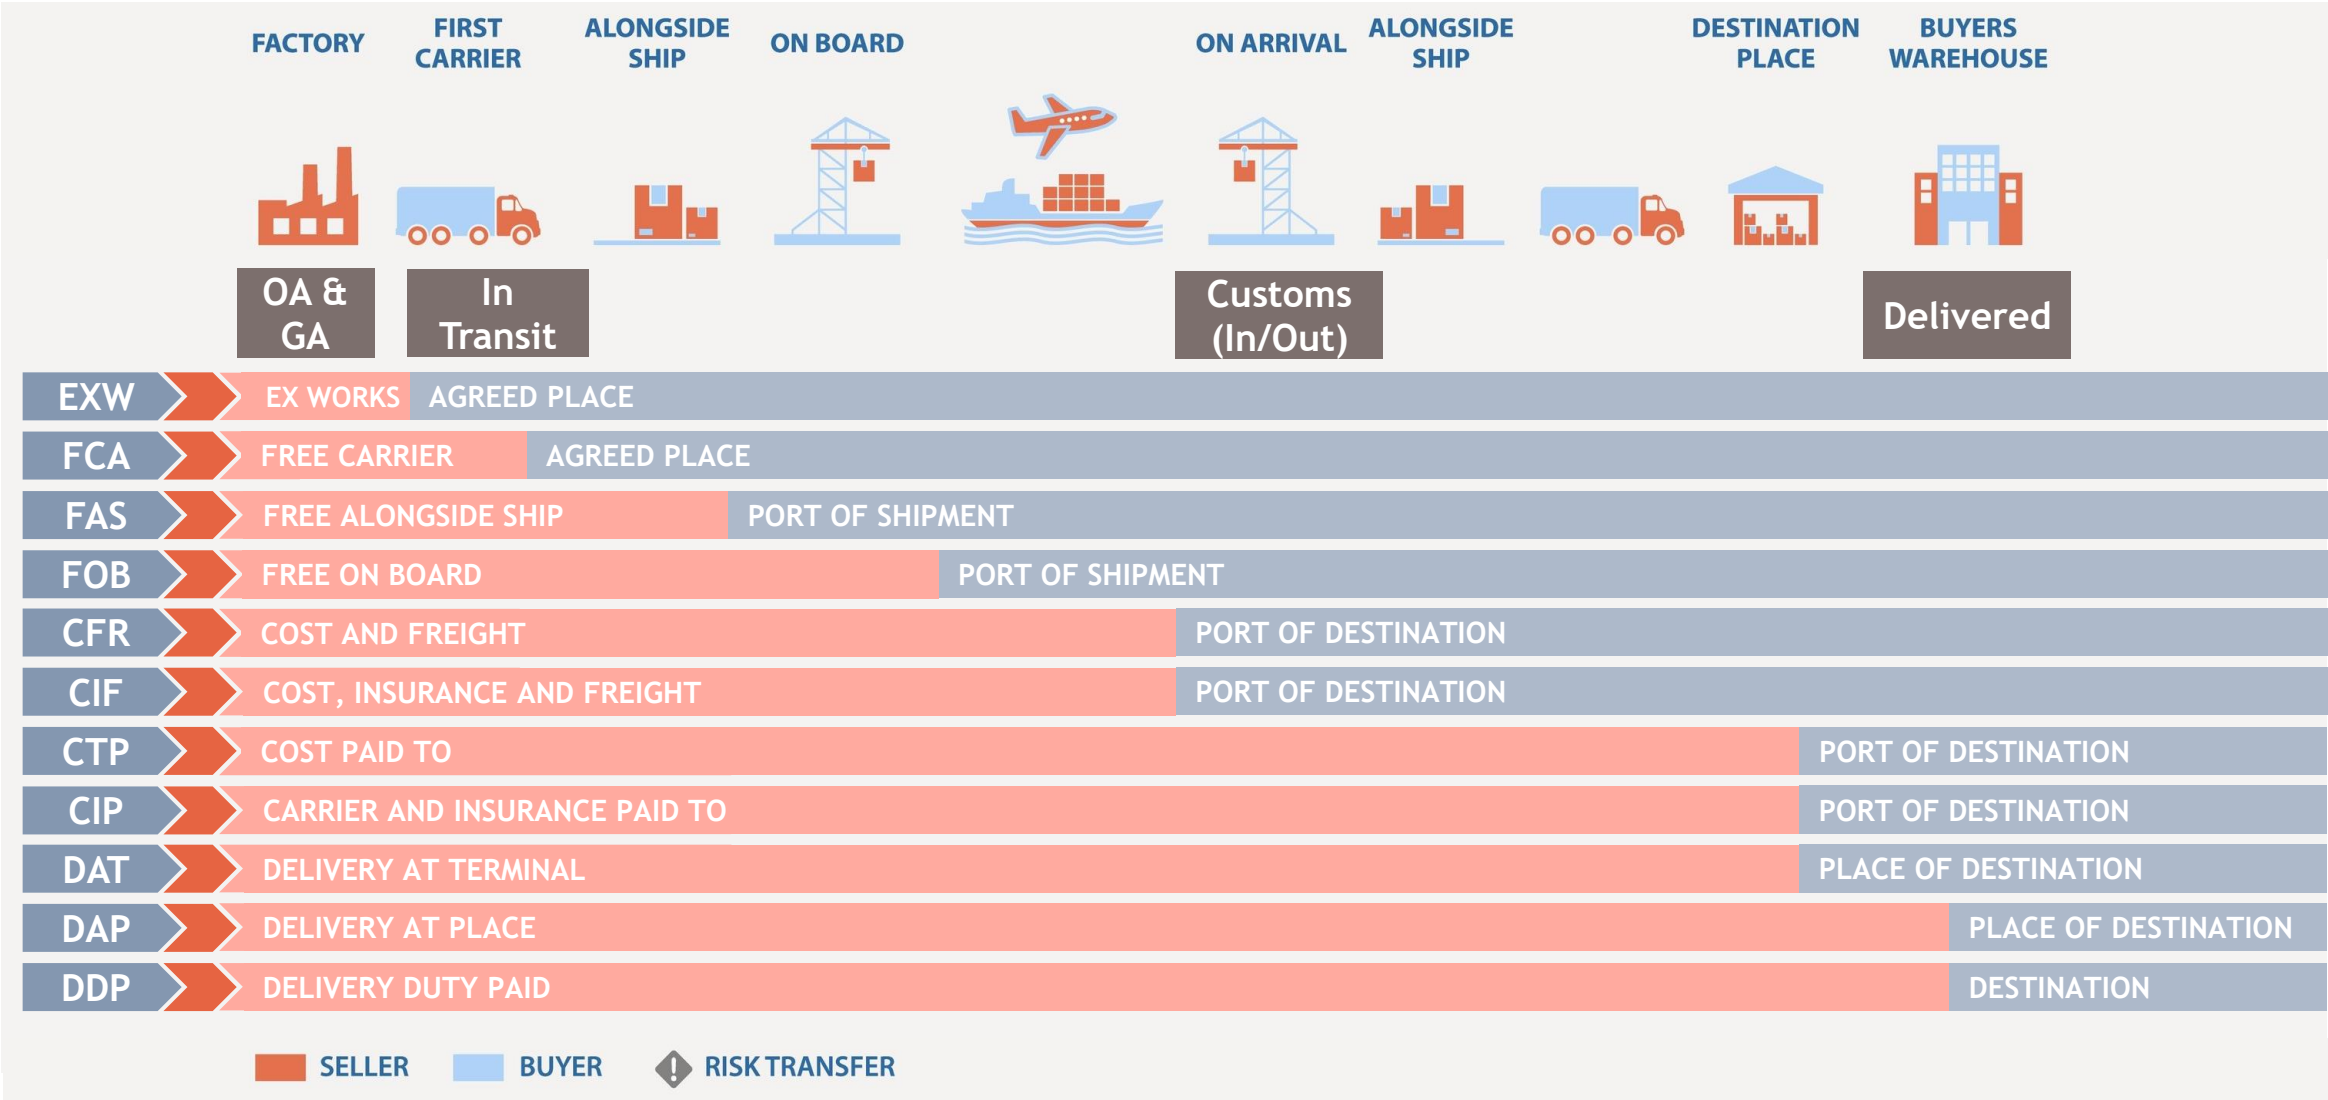 FACTORY
FIRST
CARRIER
ALONGSIDE
SHIP
ON BOARD
ON ARRIVAL
ALONGSIDE
SHIP
DESTINATION
PLACE
BUYERS
WAREHOUSE
OA &
GA
In
Transit
Customs
(In/Out)
Delivered
EXW EX WORKS AGREED PLACE
FCA FREE CARRIER AGREED PLACE
FAS FREE ALONGSIDE SHIP PORT OF SHIPMENT
FOB FREE ON BOARD PORT OF SHIPMENT
CFR COST AND FREIGHT PORT OF DESTINATION
CIF COST, INSURANCE AND FREIGHT PORT OF DESTINATION
CTP COST PAID TO PORT OF DESTINATION
CIP CARRIER AND INSURANCE PAID TO PORT OF DESTINATION
DAT DELIVERY AT TERMINAL PLACE OF DESTINATION
DAP DELIVERY AT PLACE PLACE OF DESTINATION
DDP DELIVERY DUTY PAID DESTINATION
SELLER BUYER ! RISK TRANSFER